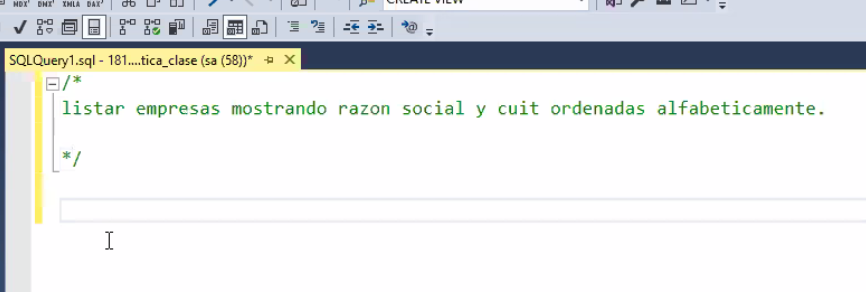 MDX DMX XMLA DAX
CREATE VIEW
SQLQuery1.sql - 181....tica_clase (sa (58))*
/*
listar empresas mostrando razon social y cuit ordenadas alfabeticamente.
*/